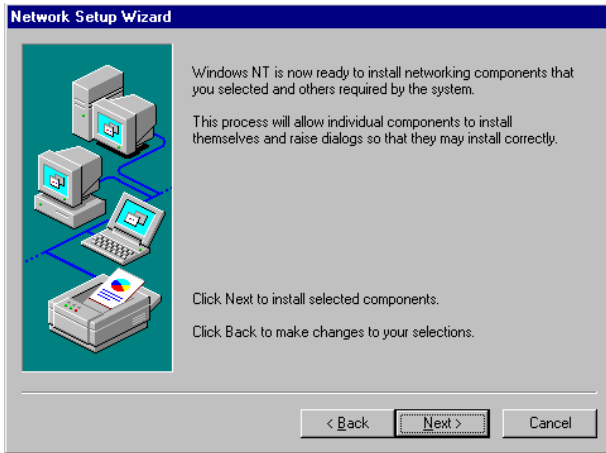 Network Setup Wizard
Windows NT is now ready to install networking components that
you selected and others required by the system.
This process will allow individual components to install
themselves and raise dialogs so that they may install correctly.
Click Next to install selected components.
Click Back to make changes to your selections.
< Back
Next >
Cancel